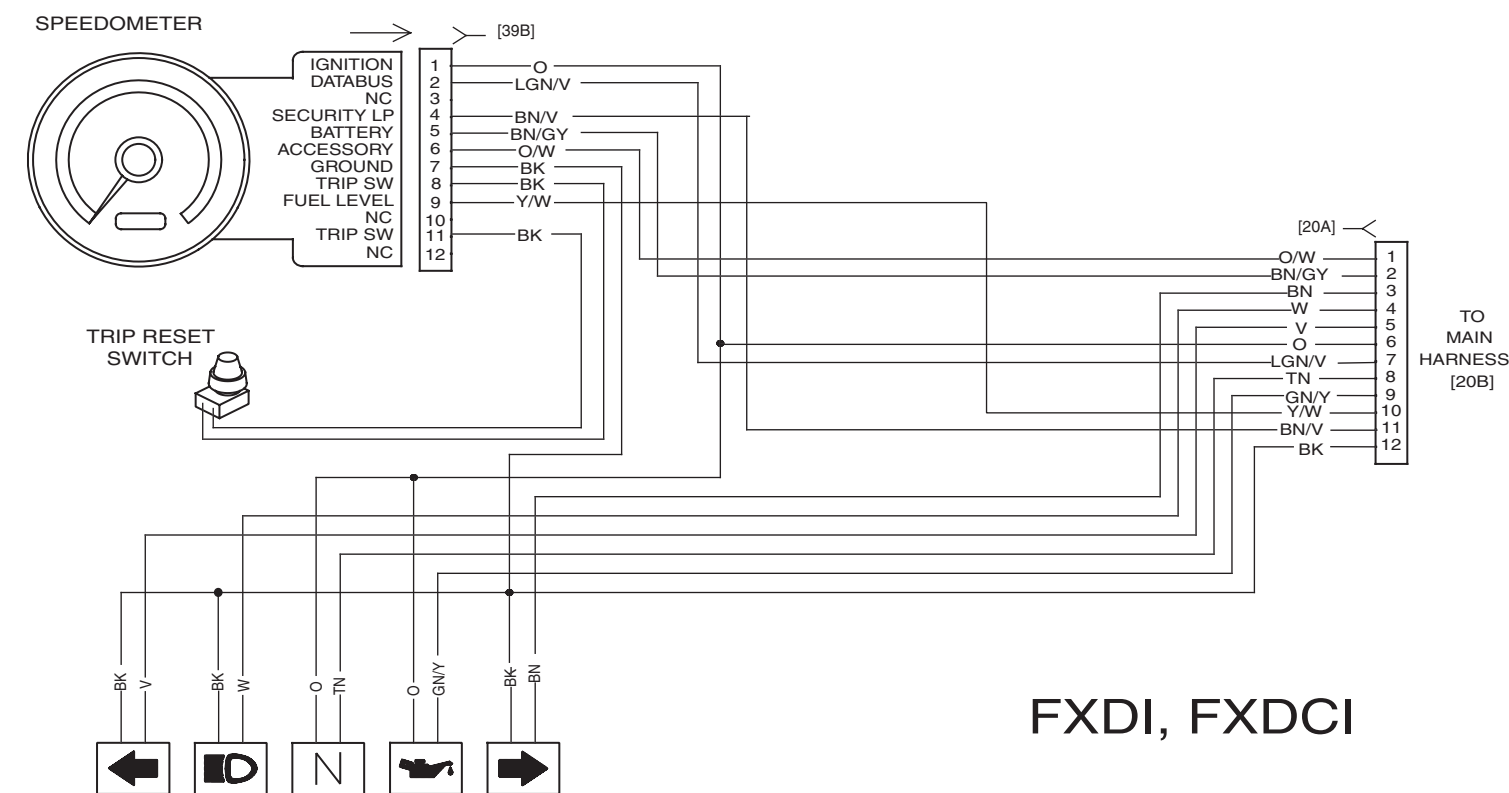 SPEEDOMETER
[39B]
IGNITION 1 O
DATABUS 2 LGN/V
NC 3
SECURITY LP 4 BN/V
BATTERY 5 BN/GY
ACCESSORY 6 O/W
GROUND 7 BK
TRIP SW 8 BK
FUEL LEVEL 9 Y/W
NC 10
TRIP SW 11 BK
NC 12
TRIP RESET
SWITCH
[20A]
O/W 1
BN/GY 2
BN 3
W 4
V 5
O 6
LGN/V 7
TN 8
GN/Y 9
Y/W 10
BN/V 11
BK 12
TO
MAIN
HARNESS
[20B]
BK
V
BK
W
O
TN
O
GN/Y
BK
BN
N
FXDI, FXDCI